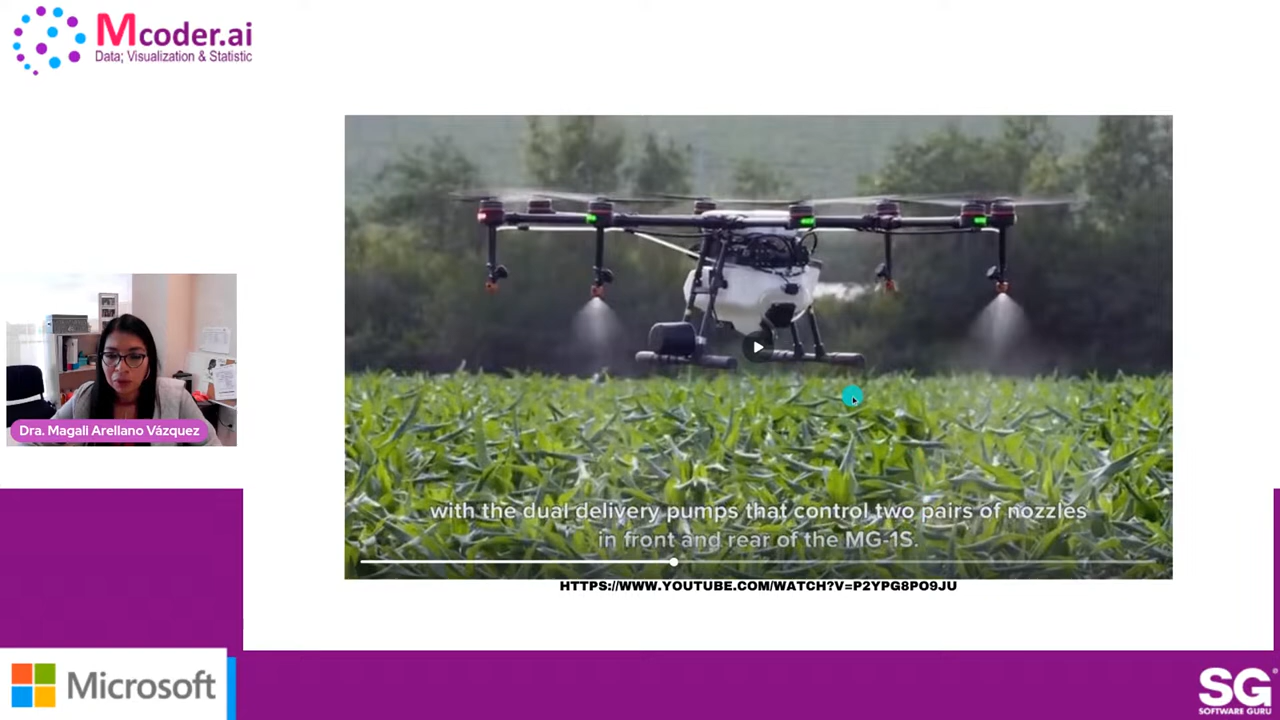 Mcoder.ai
Data; Visualization & Statistic
with the dual delivery pumps that control two pairs of nozzles
in front and rear of the MG-1S.
HTTPS://WWW.YOUTUBE.COM/WATCH?V=P2YPG8PO9JU
Dra. Magali Arellano Vázquez
Microsoft
SG
SOFTWARE GURU